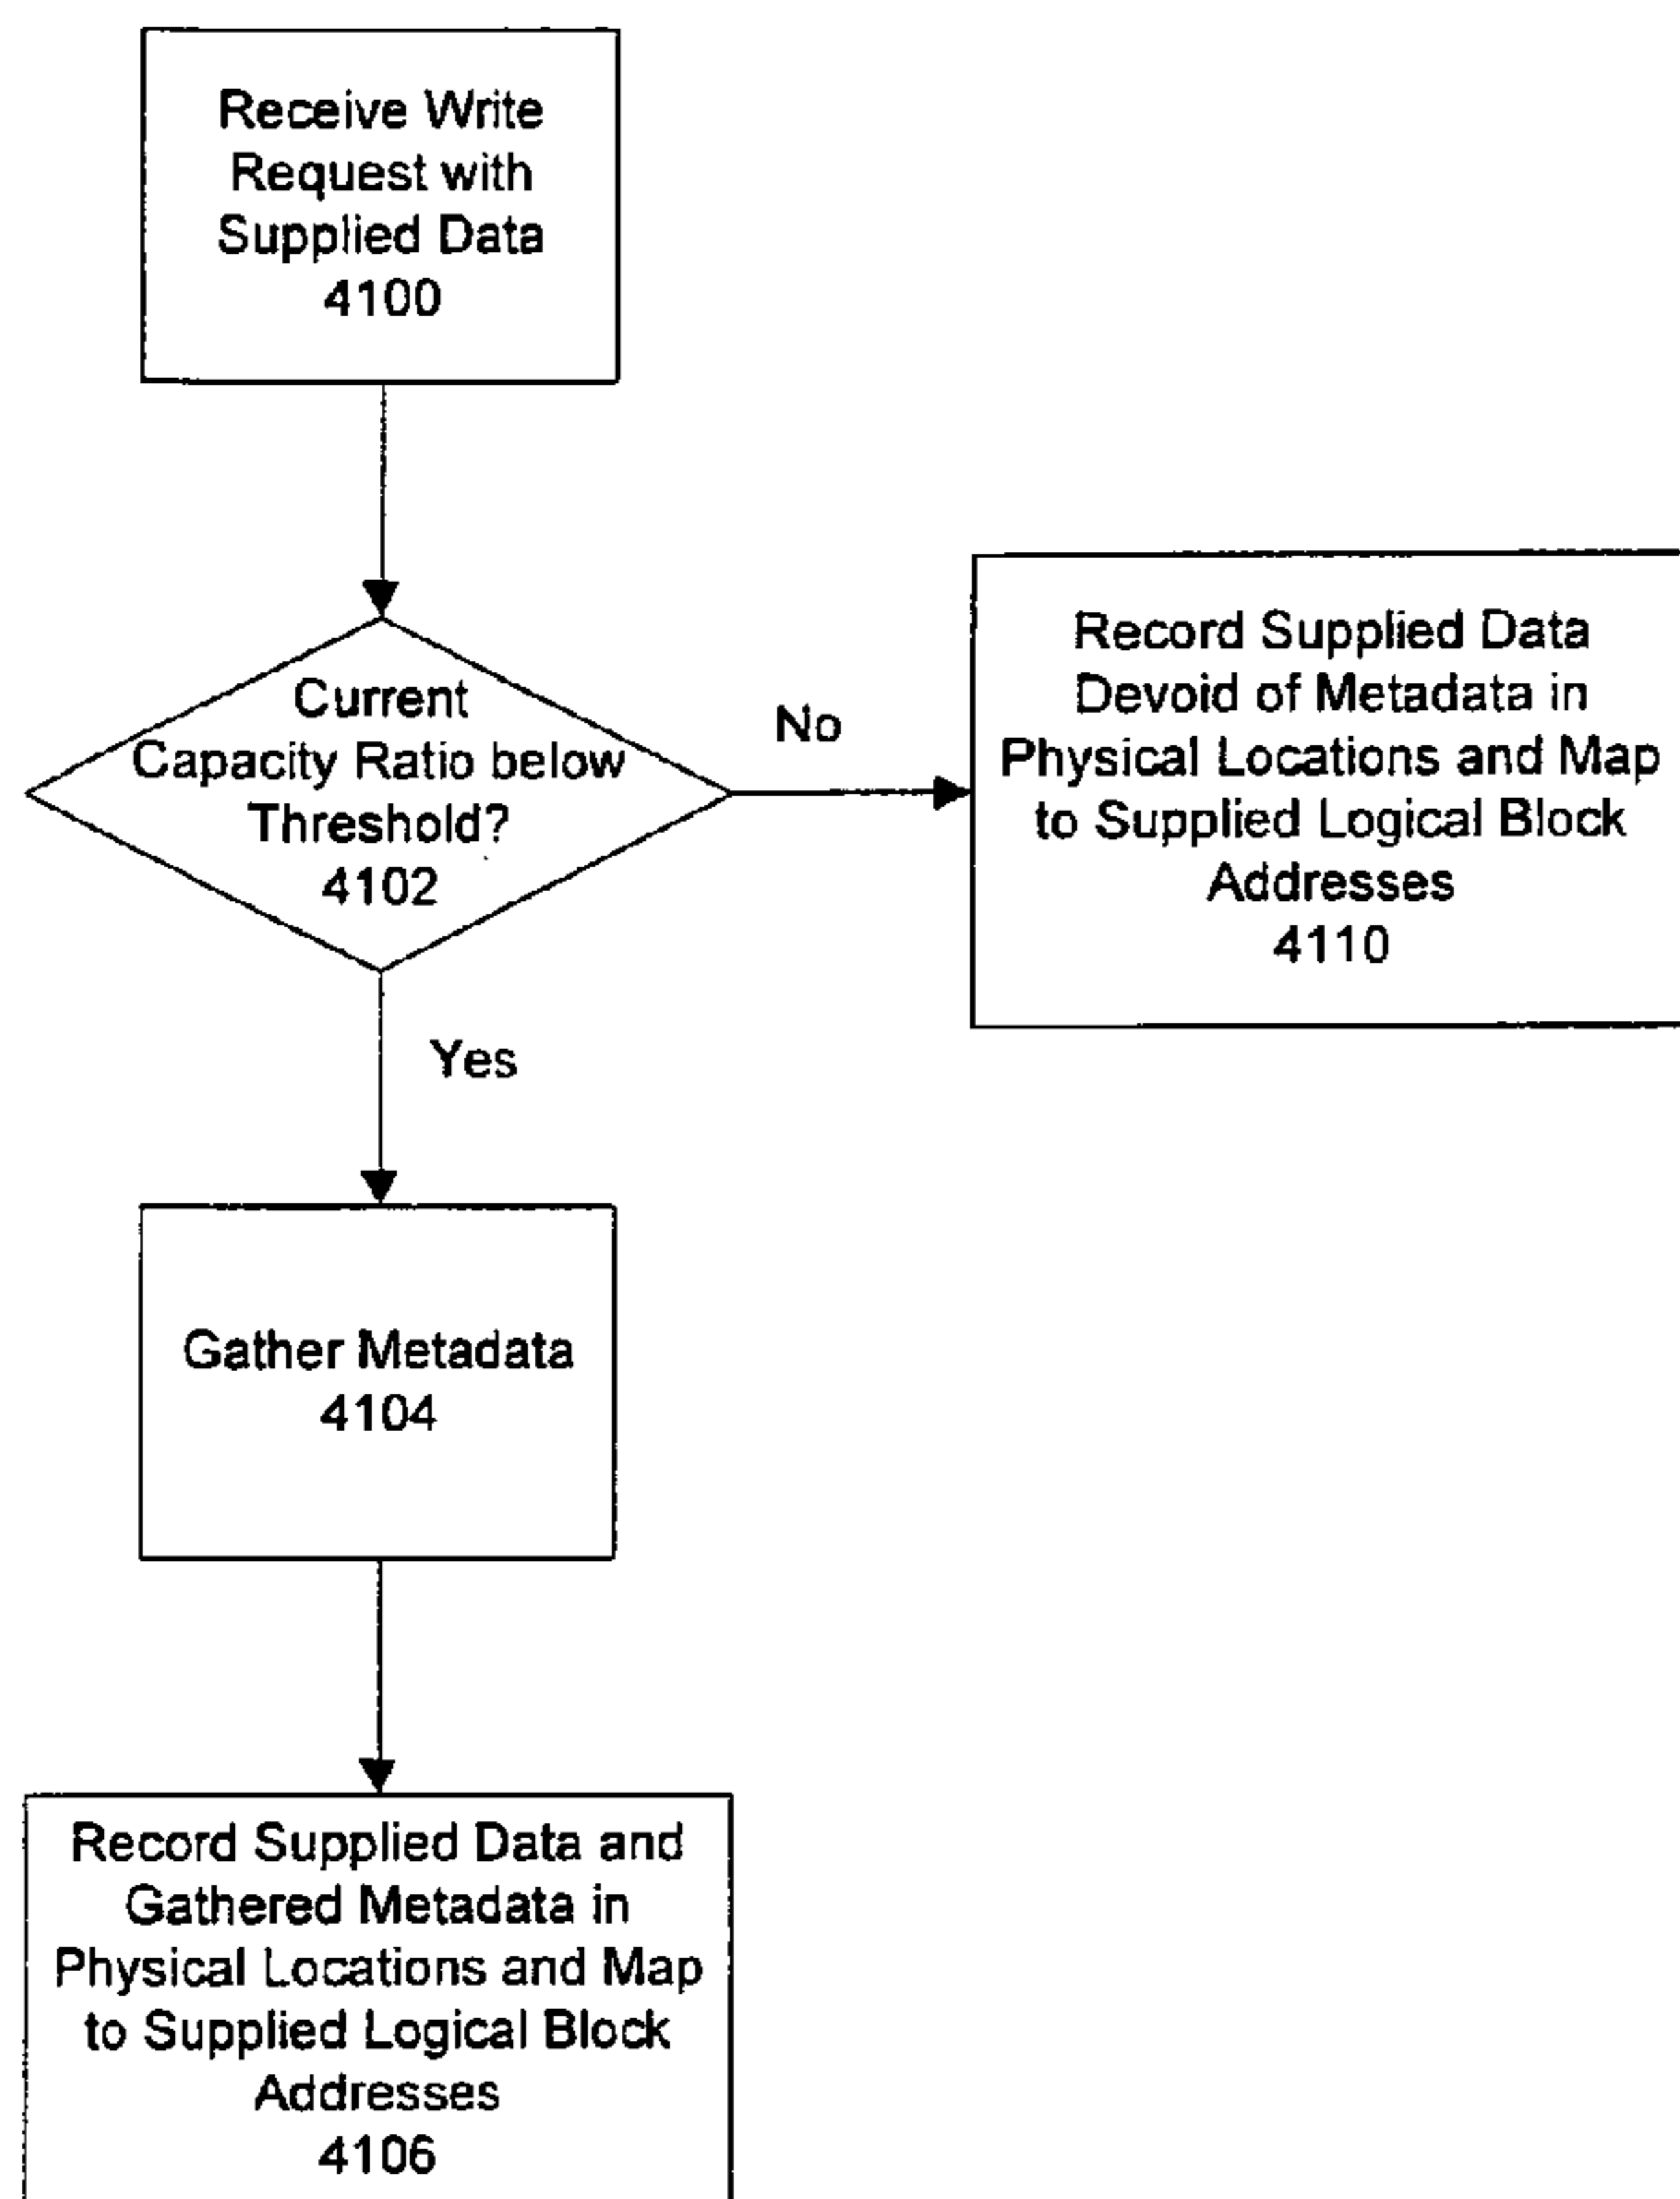 Receive Write
Request with
Supplied Data
4100
Current
Capacity Ratio below
Threshold?
4102
No
Record Supplied Data
Devoid of Metadata in
Physical Locations and Map
to Supplied Logical Block
Addresses
4110
Yes
Gather Metadata
4104
Record Supplied Data and
Gathered Metadata in
Physical Locations and Map
to Supplied Logical Block
Addresses
4106